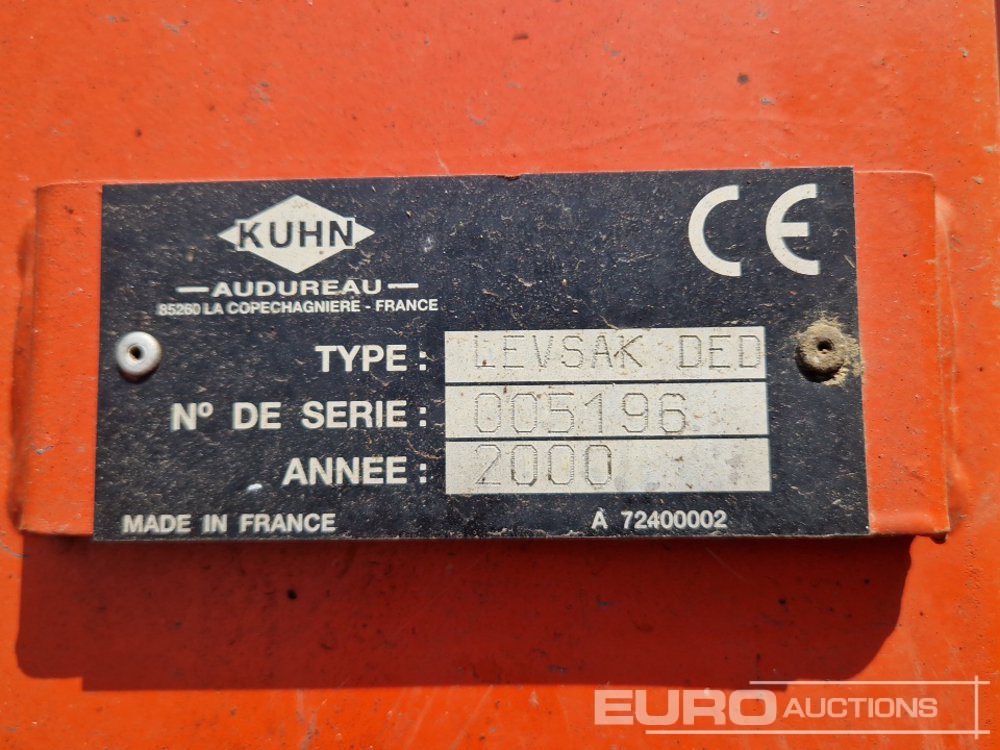 KUHN
CE
AUDUREAU
85260 LA COPECHAGNIERE - FRANCE
TYPE : LEVSAK DED
Nº DE SERIE : 005196
ANNEE : 2000
MADE IN FRANCE
A 72400002
EURO AUCTIONS